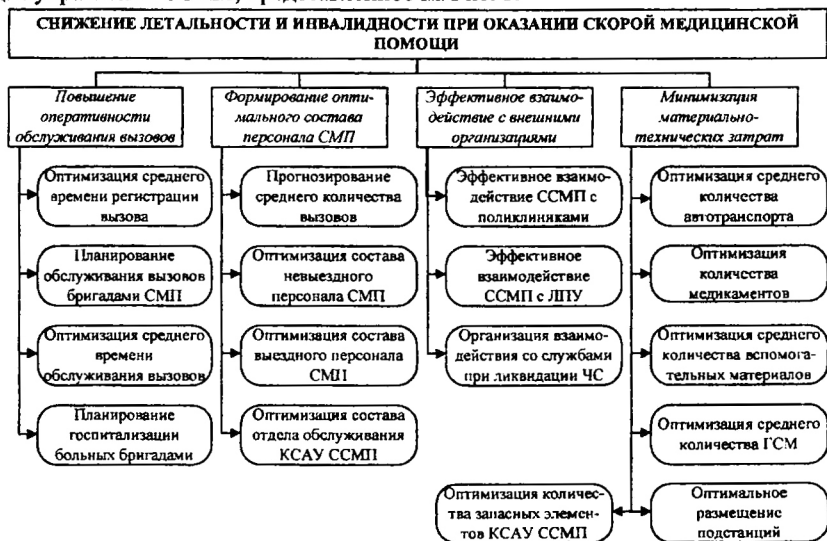 СНИЖЕНИЕ ЛЕТАЛЬНОСТИ И ИНВАЛИДНОСТИ ПРИ ОКАЗАНИИ СКОРОЙ МЕДИЦИНСКОЙ
ПОМОЩИ
Повышение
оперативности
обслуживания вызовов
Оптимизация среднего
времени регистрации
вызова
Планирование
обслуживания вызовов
бригадами СМП
Оптимизация среднего
времени
обслуживания вызовов
Планирование
госпитализации
больных бригадами
Формирование опти-
мального состава
персонала СМП
Прогнозирование
среднего количества
вызовов
Оптимизация состава
невыездного
персонала СМП
Оптимизация состава
выездного персонала
СМП
Оптимизация состава
отдела обслуживания
КСАУ ССМП
Эффективное взаимо-
действие с внешними
организациями
Эффективное взаимо-
действие ССМП с
поликлиниками
Эффективное
взаимодействие
ССМП с ЛПУ
Организация взаимо-
действия со службами
при ликвидации ЧС
Минимизация
материально-
технических затрат
Оптимизация среднего
количества
автотранспорта
Оптимизация
количества
медикаментов
Оптимизация среднего
количества вспомога-
тельных материалов
Оптимизация среднего
количества ГСМ
Оптимизация количес-
тва запасных элемен-
тов КСАУ ССМП
Оптимальное
размещение
подстанций